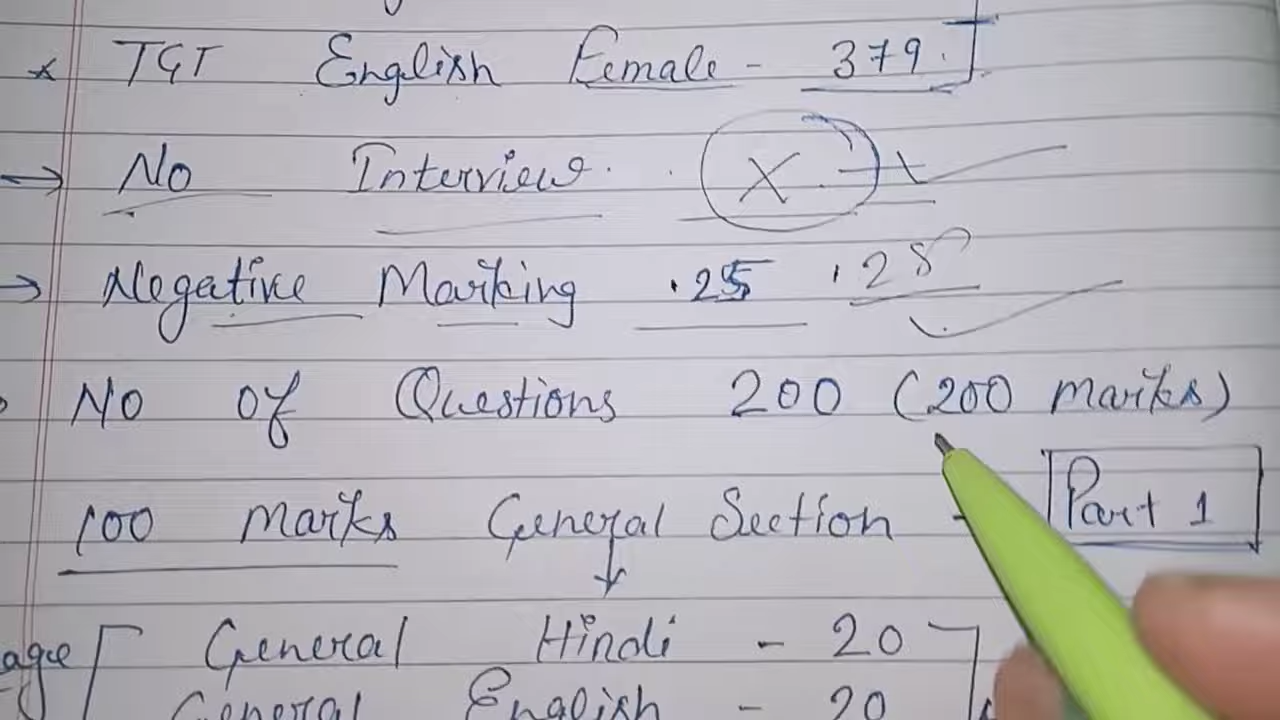 * TGT English Female - 379.
→ No Interview. X
→ Negative Marking .25 .25
No of Questions 200 (200 marks)
100 marks General Section - Part 1
General Hindi - 20
General English - 20